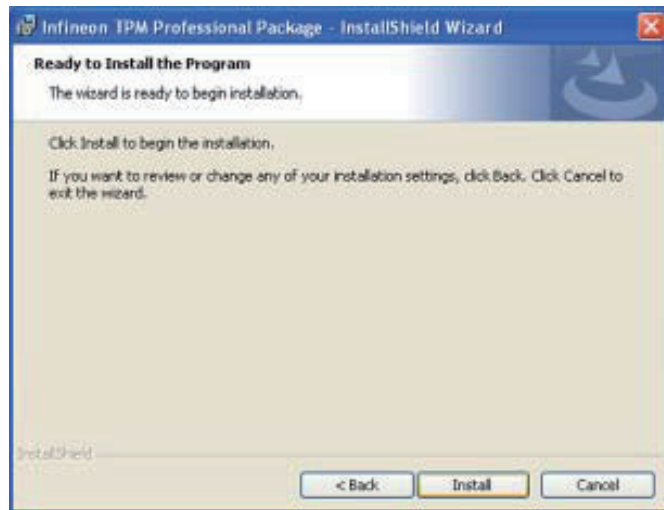 Infineon TPM Professional Package - InstallShield Wizard
Ready to Install the Program
The wizard is ready to begin installation.
Click Install to begin the installation.
If you want to review or change any of your installation settings, click Back. Click Cancel to
exit the wizard.
InstallShield
< Back
Install
Cancel